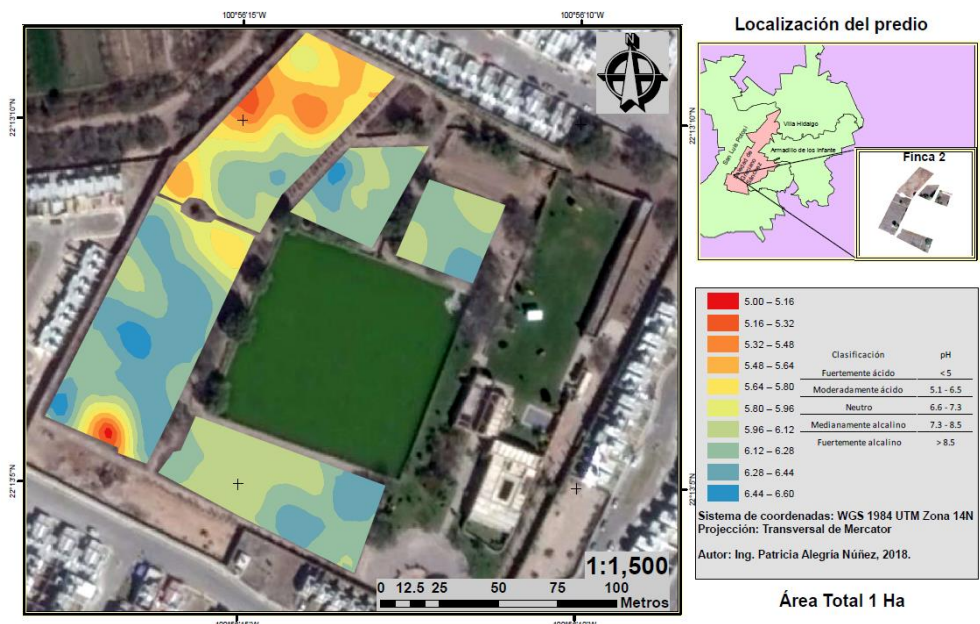 100°56'15"W
100°56'10"W
22°13'10"N
22°13'10"N
N
22°13'5"N
22°13'5"N
1:1,500
0 12.5 25 50 75 100
Metros
100°56'10"W
Localización del predio
Villa Hidalgo
San Luis Potosí
Armadillo de los Infante
Finca 2
5.00 – 5.16
5.16 – 5.32
5.32 – 5.48
5.48 – 5.64
5.64 – 5.80
5.80 – 5.96
5.96 – 6.12
6.12 – 6.28
6.28 – 6.44
6.44 – 6.60
Clasificación pH
Fuertemente ácido < 5
Moderadamente ácido 5.1 - 6.5
Neutro 6.6 - 7.3
Medianamente alcalino 7.3 - 8.5
Fuertemente alcalino > 8.5
Sistema de coordenadas: WGS 1984 UTM Zona 14N
Projección: Transversal de Mercator
Autor: Ing. Patricia Alegría Núñez, 2018.
Área Total 1 Ha